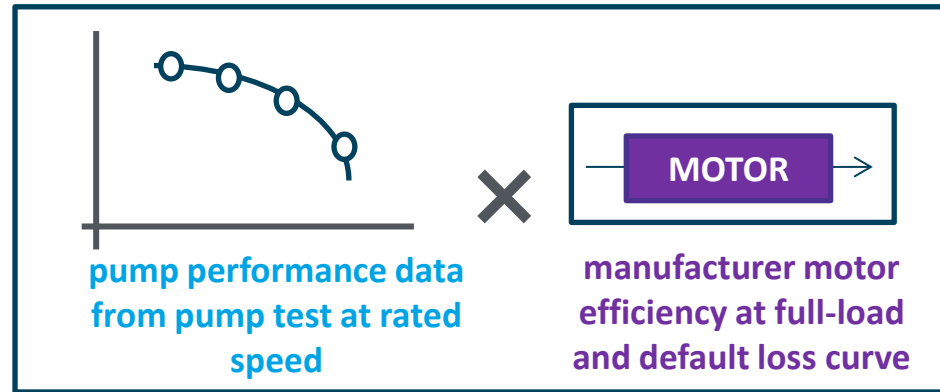 MOTOR
pump performance data
from pump test at rated
speed
manufacturer motor
efficiency at full-load
and default loss curve